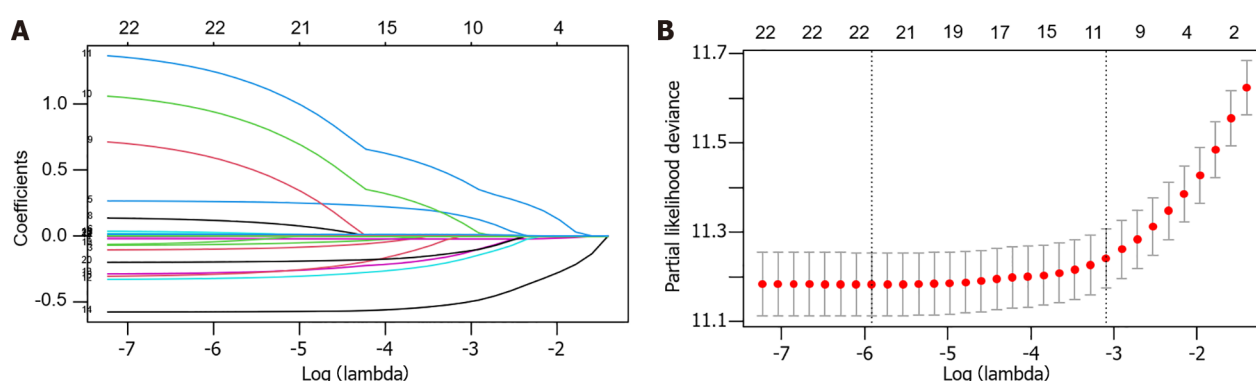 A
22 22 21 15 10 4
Coefficients
1.0
0.5
0.0
-0.5
11
10
9
5
8
20
14
-7 -6 -5 -4 -3 -2
Log (lambda)
B
22 22 22 21 19 17 15 11 9 4 2
Partial likelihood deviance
11.7
11.5
11.3
11.1
-7 -6 -5 -4 -3 -2
Log (lambda)